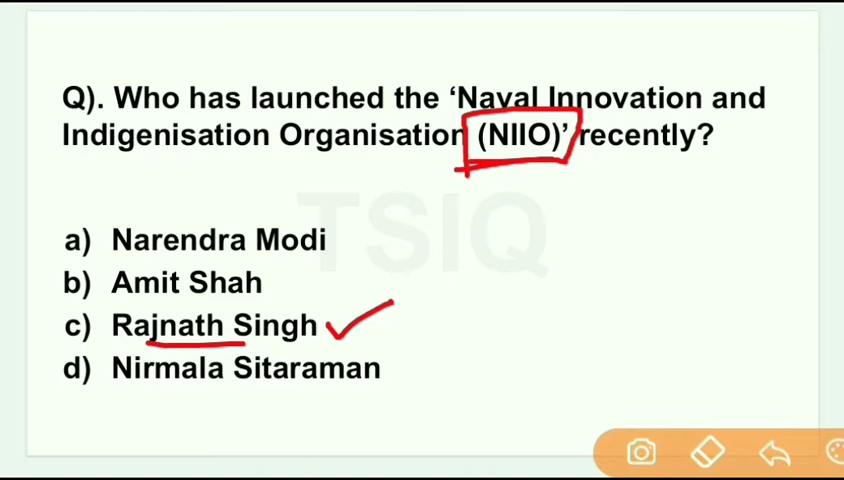 Q). Who has launched the ‘Naval Innovation and
Indigenisation Organisation (NIIO)’ recently?
TSIQ
a) Narendra Modi
b) Amit Shah
c) Rajnath Singh
d) Nirmala Sitaraman